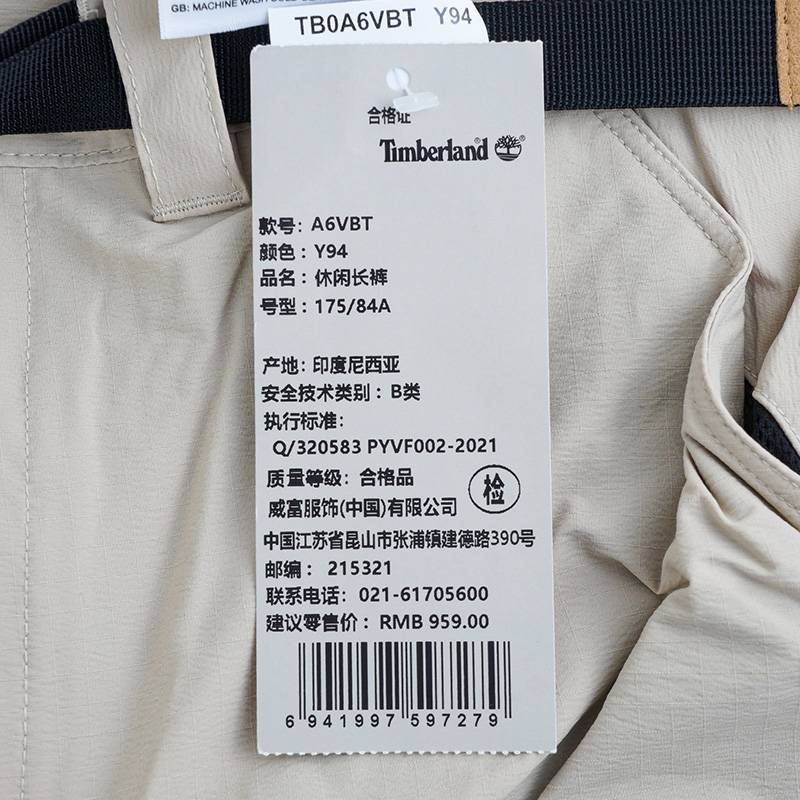 GB: MACHINE WASH
TB0A6VBT Y94
合格证
Timberland®
款号: A6VBT
颜色: Y94
品名: 休闲长裤
号型: 175/84A
产地: 印度尼西亚
安全技术类别: B类
执行标准:
Q/320583 PYVF002-2021
质量等级: 合格品
检
威富服饰(中国)有限公司
中国江苏省昆山市张浦镇建德路390号
邮编: 215321
联系电话: 021-61705600
建议零售价: RMB 959.00
6 941997 597279